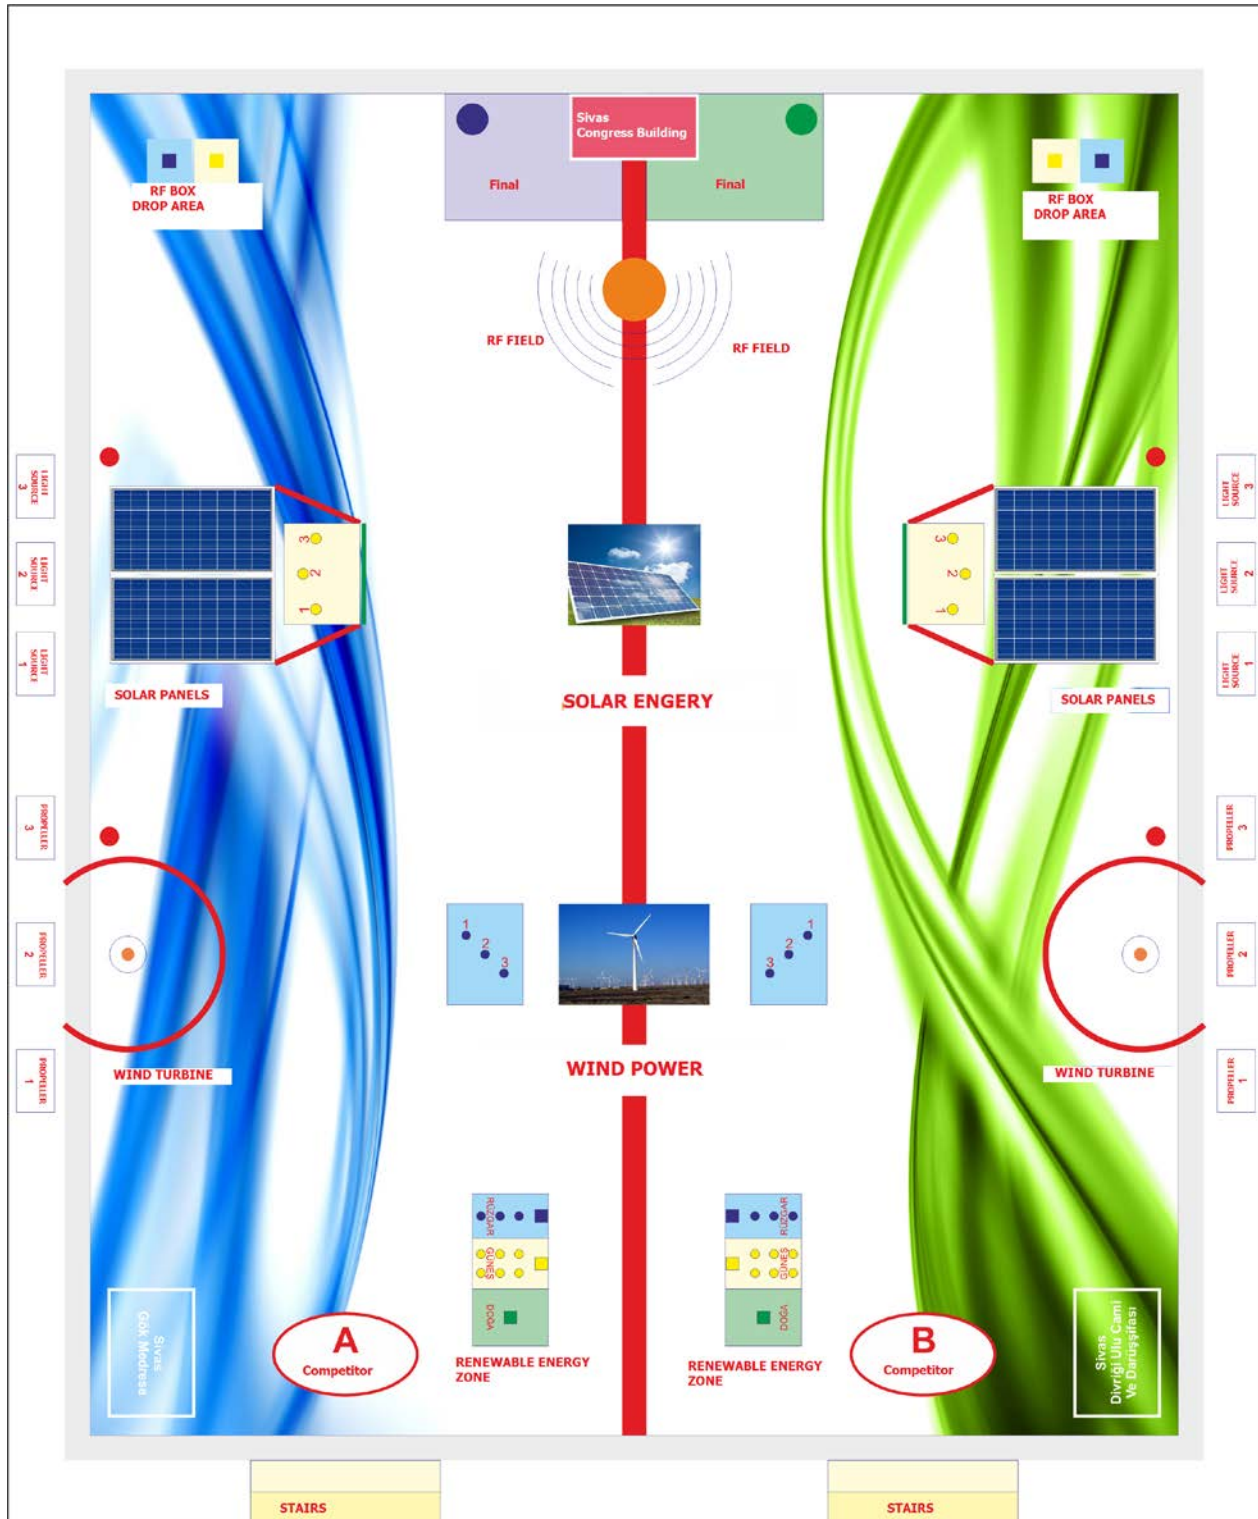 Sivas
Congress Building
Final
Final
RF BOX
DROP AREA
RF BOX
DROP AREA
RF FIELD
RF FIELD
LIGHT
SOURCE
3
LIGHT
SOURCE
2
LIGHT
SOURCE
1
3
2
1
3
2
1
LIGHT SOURCE
3
LIGHT SOURCE
2
LIGHT SOURCE
1
SOLAR PANELS
SOLAR ENGERY
SOLAR PANELS
PROPELLER
3
PROPELLER
2
PROPELLER
1
1
2
3
1
2
3
PROPELLER
3
PROPELLER
2
PROPELLER
1
WIND TURBINE
WIND POWER
WIND TURBINE
RÜZGAR
GÜNEŞ
DOĞA
RÜZGAR
GÜNEŞ
DOĞA
Sivas
Gök Medrese
A
Competitor
RENEWABLE ENERGY
ZONE
RENEWABLE ENERGY
ZONE
B
Competitor
Sivas
Divriği Ulu Cami
Ve Darüşşifası
STAIRS
STAIRS